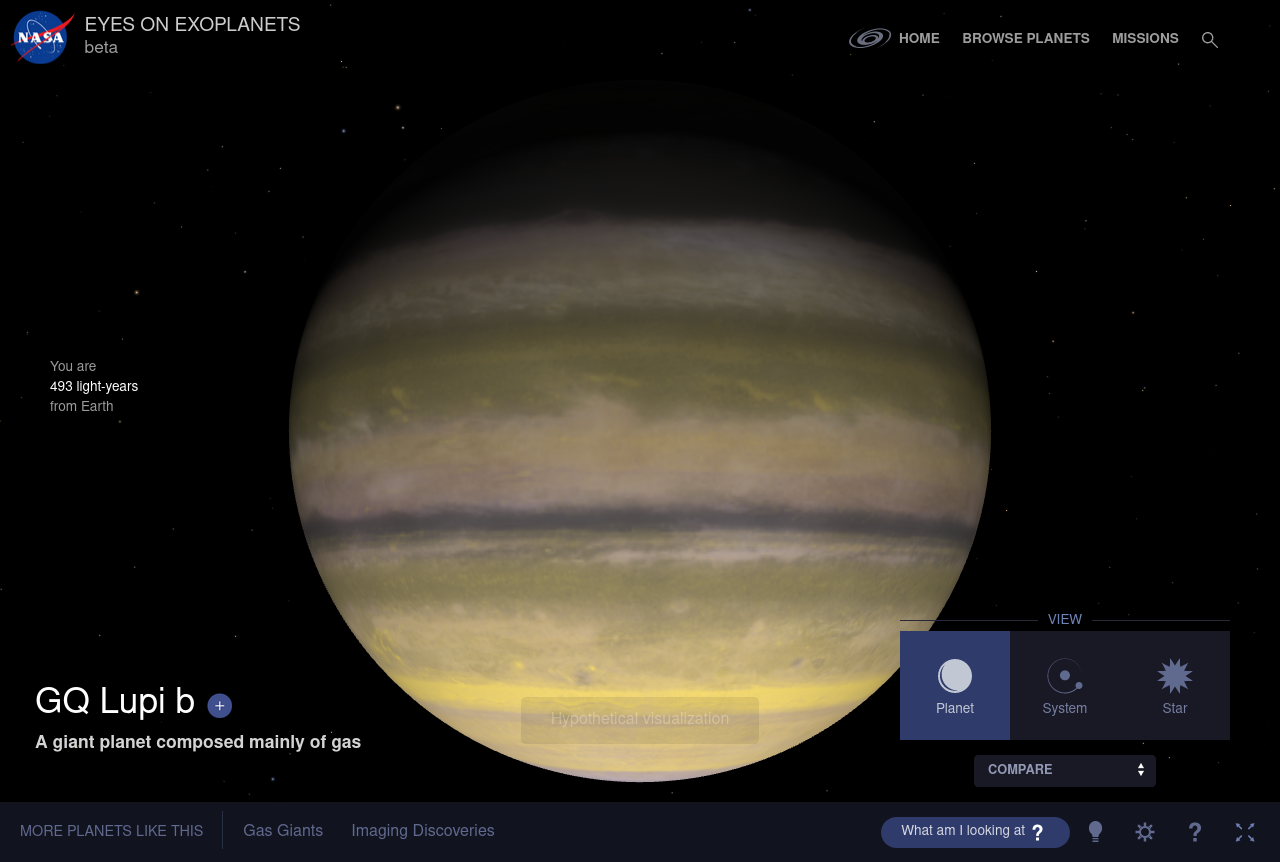 NASA
EYES ON EXOPLANETS
beta
HOME
BROWSE PLANETS
MISSIONS
You are
493 light-years
from Earth
GQ Lupi b +
A giant planet composed mainly of gas
Hypothetical visualization
VIEW
Planet
System
Star
COMPARE
MORE PLANETS LIKE THIS
Gas Giants
Imaging Discoveries
What am I looking at ?
?